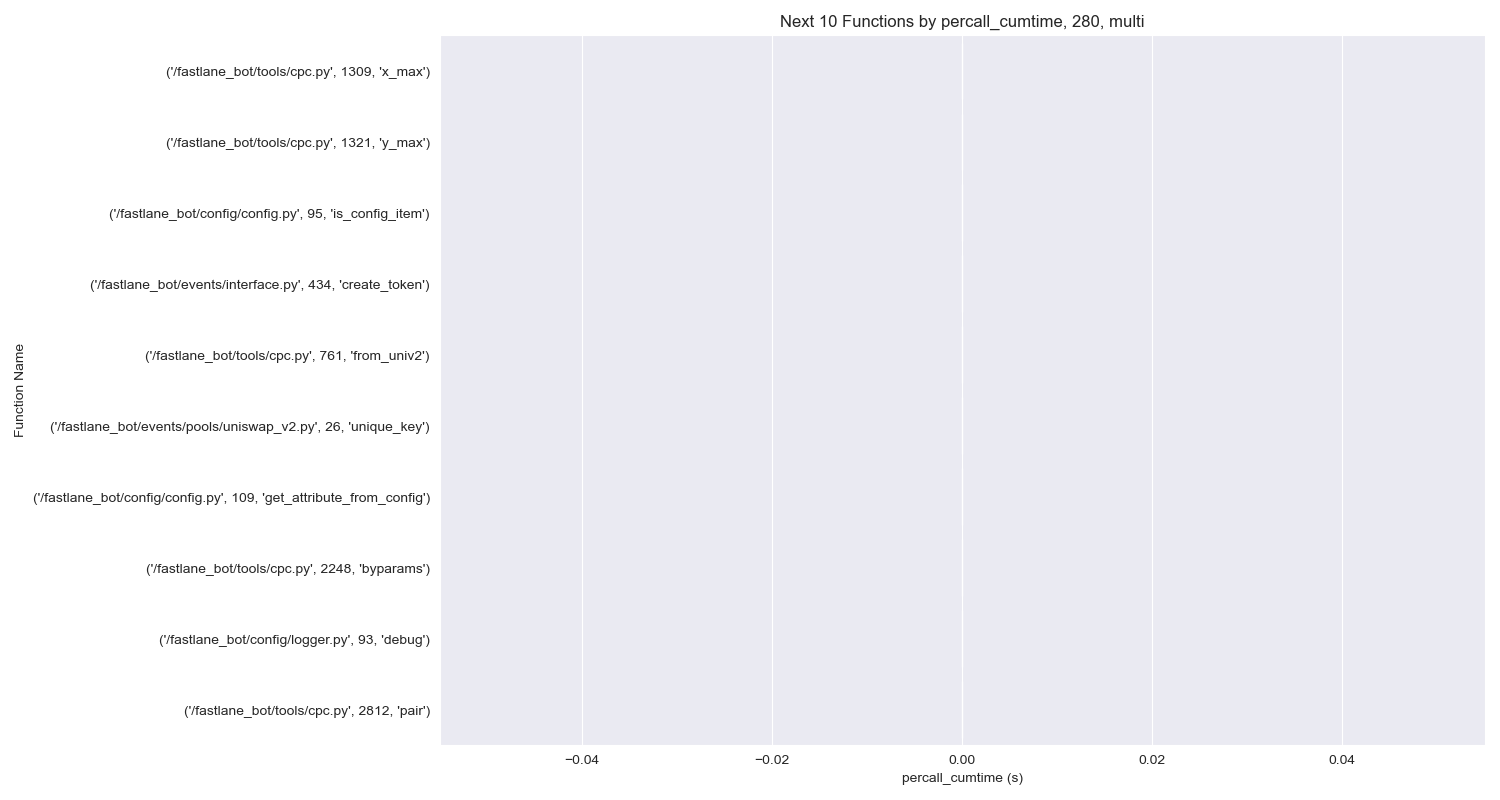 Next 10 Functions by percall_cumtime, 280, multi
('/fastlane_bot/tools/cpc.py', 1309, 'x_max')
('/fastlane_bot/tools/cpc.py', 1321, 'y_max')
('/fastlane_bot/config/config.py', 95, 'is_config_item')
('/fastlane_bot/events/interface.py', 434, 'create_token')
('/fastlane_bot/tools/cpc.py', 761, 'from_univ2')
('/fastlane_bot/events/pools/uniswap_v2.py', 26, 'unique_key')
('/fastlane_bot/config/config.py', 109, 'get_attribute_from_config')
('/fastlane_bot/tools/cpc.py', 2248, 'byparams')
('/fastlane_bot/config/logger.py', 93, 'debug')
('/fastlane_bot/tools/cpc.py', 2812, 'pair')
Function Name
−0.04 −0.02 0.00 0.02 0.04
percall_cumtime (s)